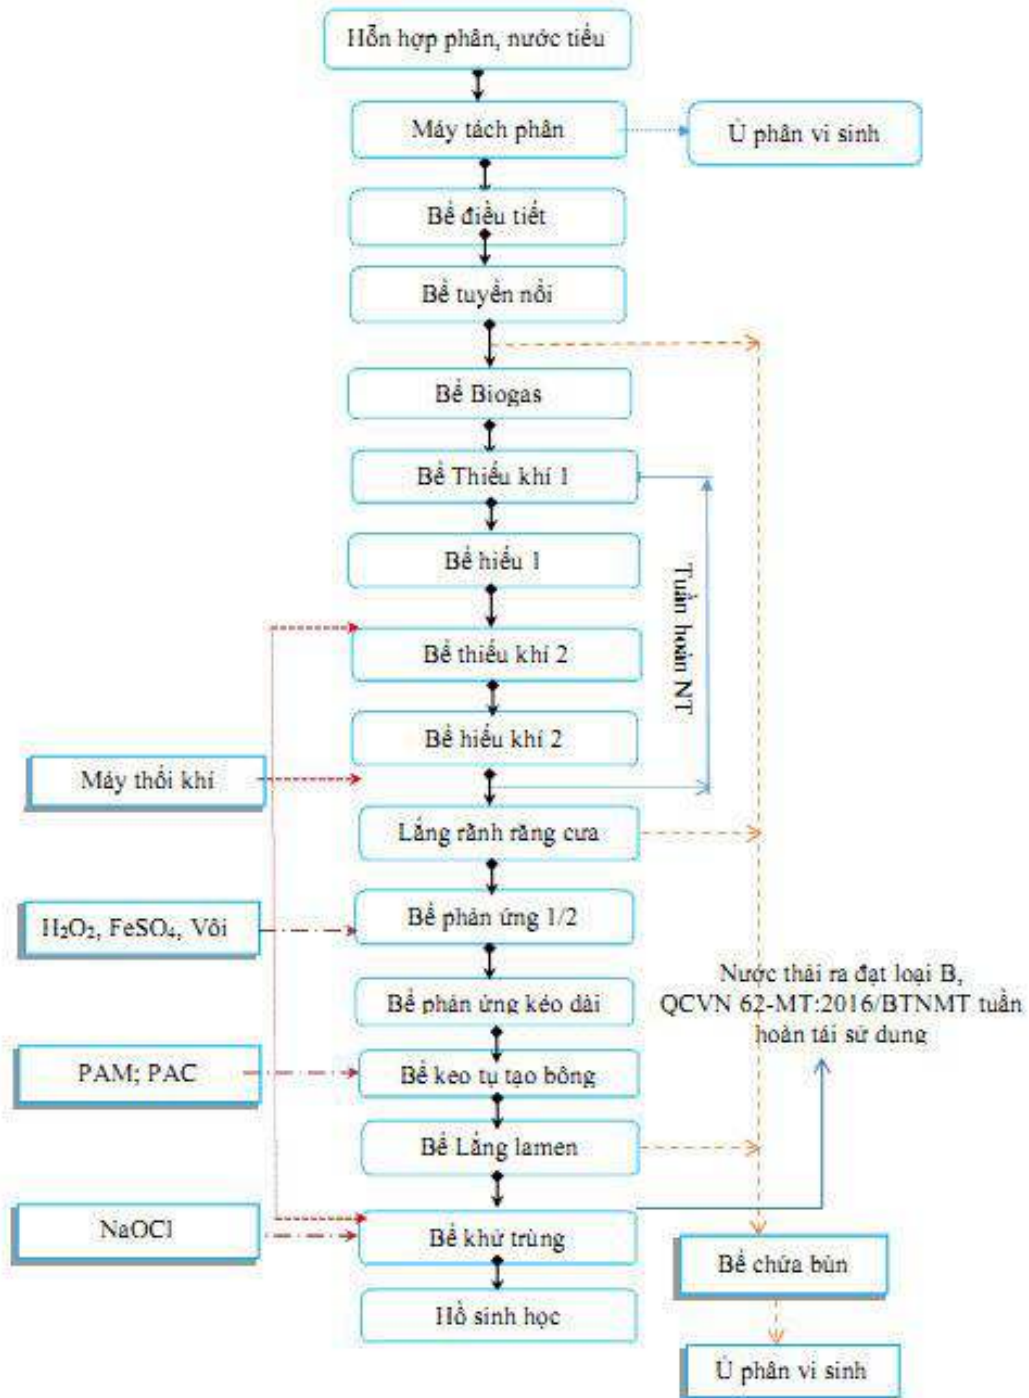 Hỗn hợp phân, nước tiểu
Máy tách phân
Ủ phân vi sinh
Bể điều tiết
Bể tuyển nổi
Bể Biogas
Bể Thiếu khí 1
Bể hiếu 1
Tuần hoàn NT
Bể thiếu khí 2
Bể hiếu khí 2
Máy thổi khí
Lắng rãnh răng cưa
H₂O₂, FeSO₄, Vôi
Bể phản ứng 1/2
Nước thải ra đạt loại B,
QCVN 62-MT:2016/BTNMT tuần
hoàn tái sử dụng
Bể phản ứng kéo dài
PAM; PAC
Bể keo tụ tạo bông
Bể Lắng lamen
NaOCl
Bể khử trùng
Bể chứa bùn
Hồ sinh học
Ủ phân vi sinh